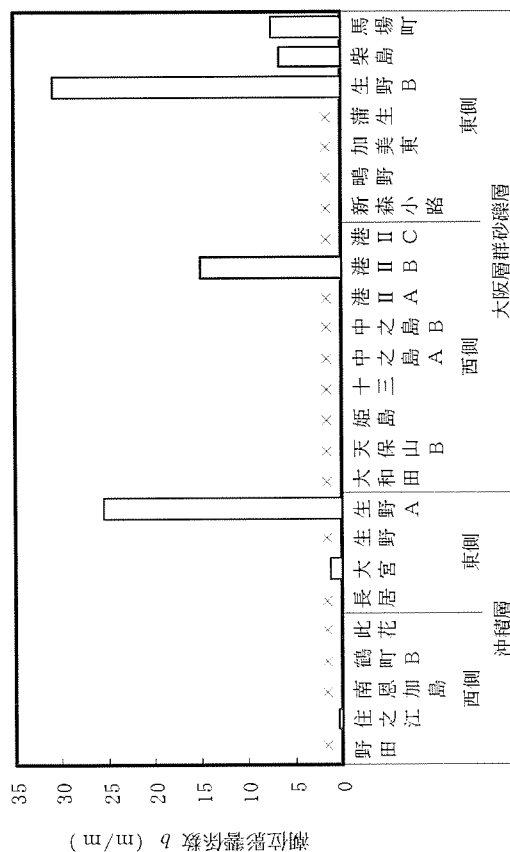 潮位影響係数 b (m/m)
35
30
25
20
15
10
5
0
野田
住之江
南恩加島
鶴町B
此花
長居
大宮
生野
生野A
大和田
天保山B
姫島
十三
中之島A
中之島B
港ⅡA
港ⅡB
港ⅡC
新森小路
鴫野
加美東
蒲生
生野B
柴島
馬場町
西側
東側
西側
東側
沖積層
大阪層群砂礫層